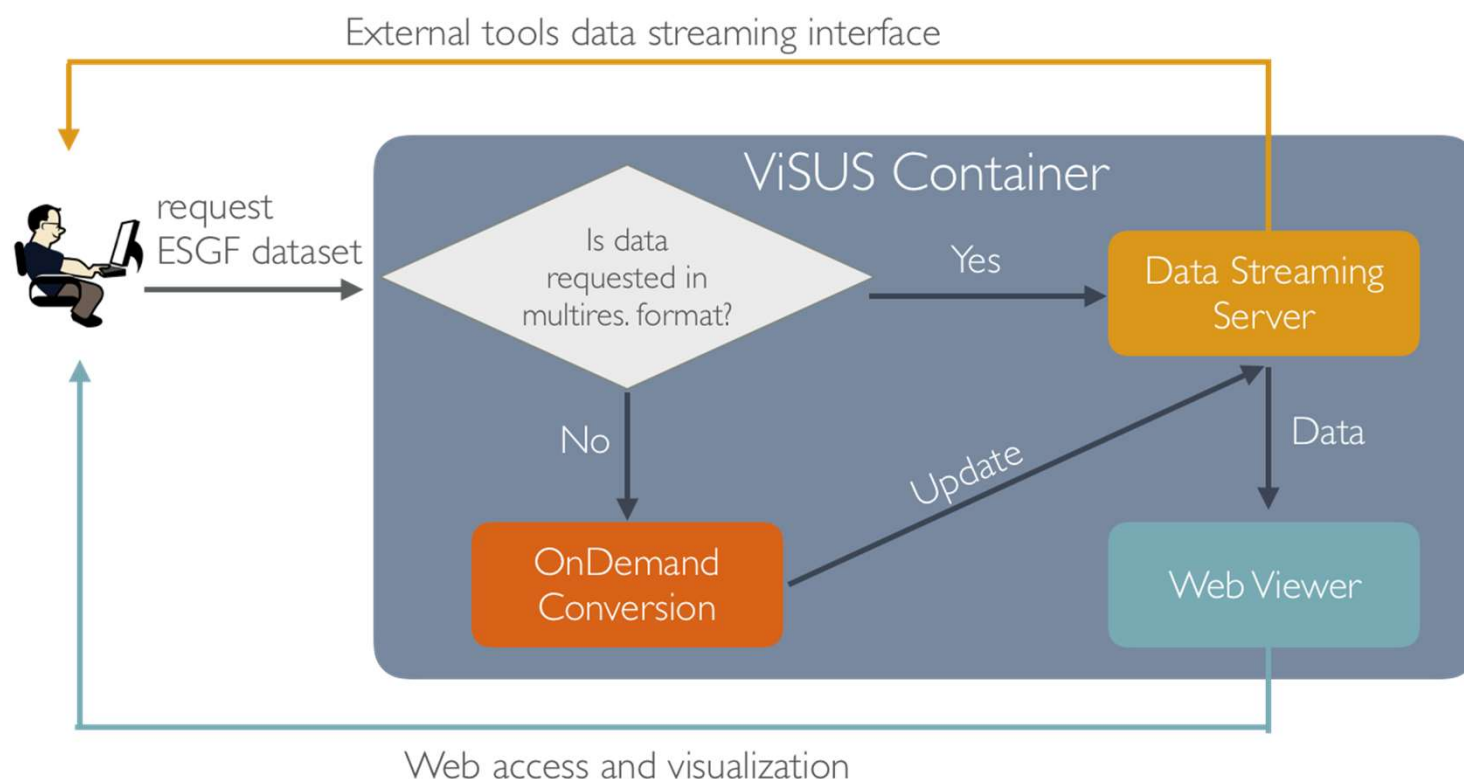 External tools data streaming interface
ViSUS Container
request
ESGF dataset
Is data
requested in
multires. format?
Yes
Data Streaming
Server
No
Update
Data
OnDemand
Conversion
Web Viewer
Web access and visualization